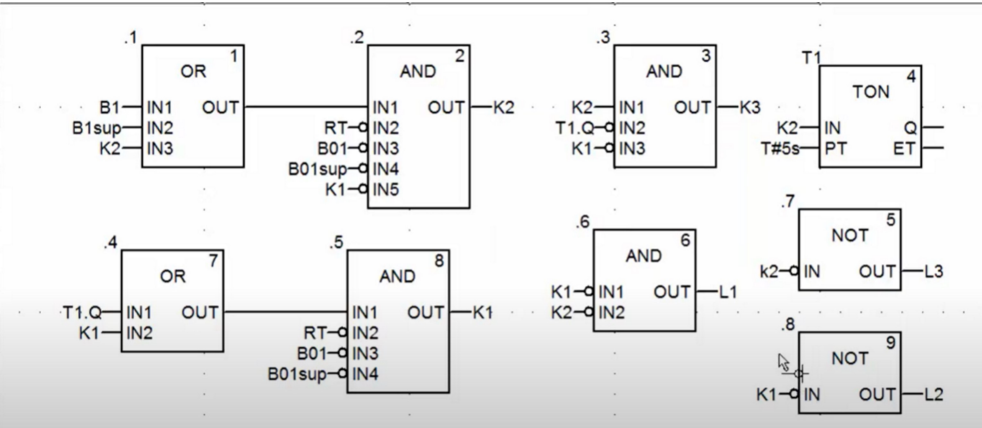 .1
1
OR
B1 IN1 OUT
B1sup IN2
K2 IN3
.2
2
AND
IN1 OUT K2
RT IN2
B01 IN3
B01sup IN4
K1 IN5
.3
3
AND
K2 IN1 OUT K3
T1.Q IN2
K1 IN3
T1
4
TON
K2 IN Q
T#5s PT ET
.4
7
OR
T1.Q IN1 OUT
K1 IN2
.5
8
AND
IN1 OUT K1
RT IN2
B01 IN3
B01sup IN4
.6
6
AND
K1 IN1 OUT L1
K2 IN2
.7
5
NOT
k2 IN OUT L3
.8
9
NOT
K1 IN OUT L2